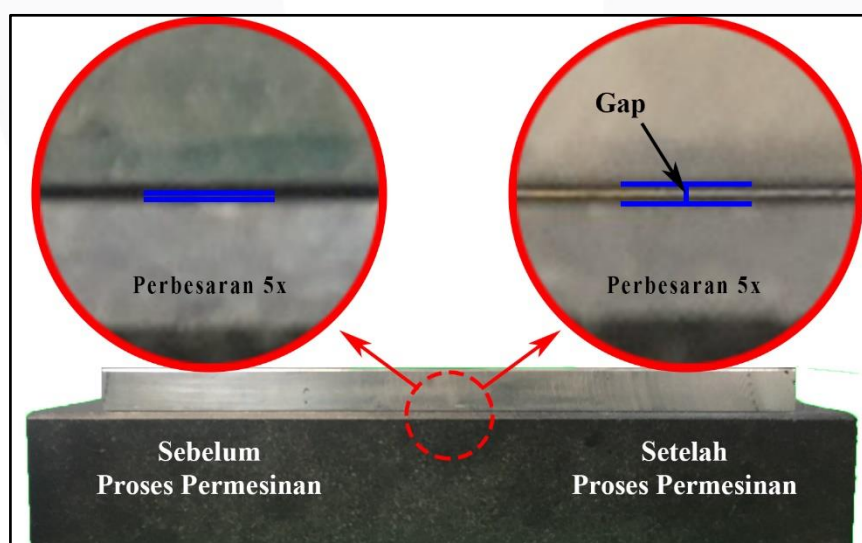 Gap
Perbesaran 5x
Perbesaran 5x
Sebelum
Proses Permesinan
Setelah
Proses Permesinan